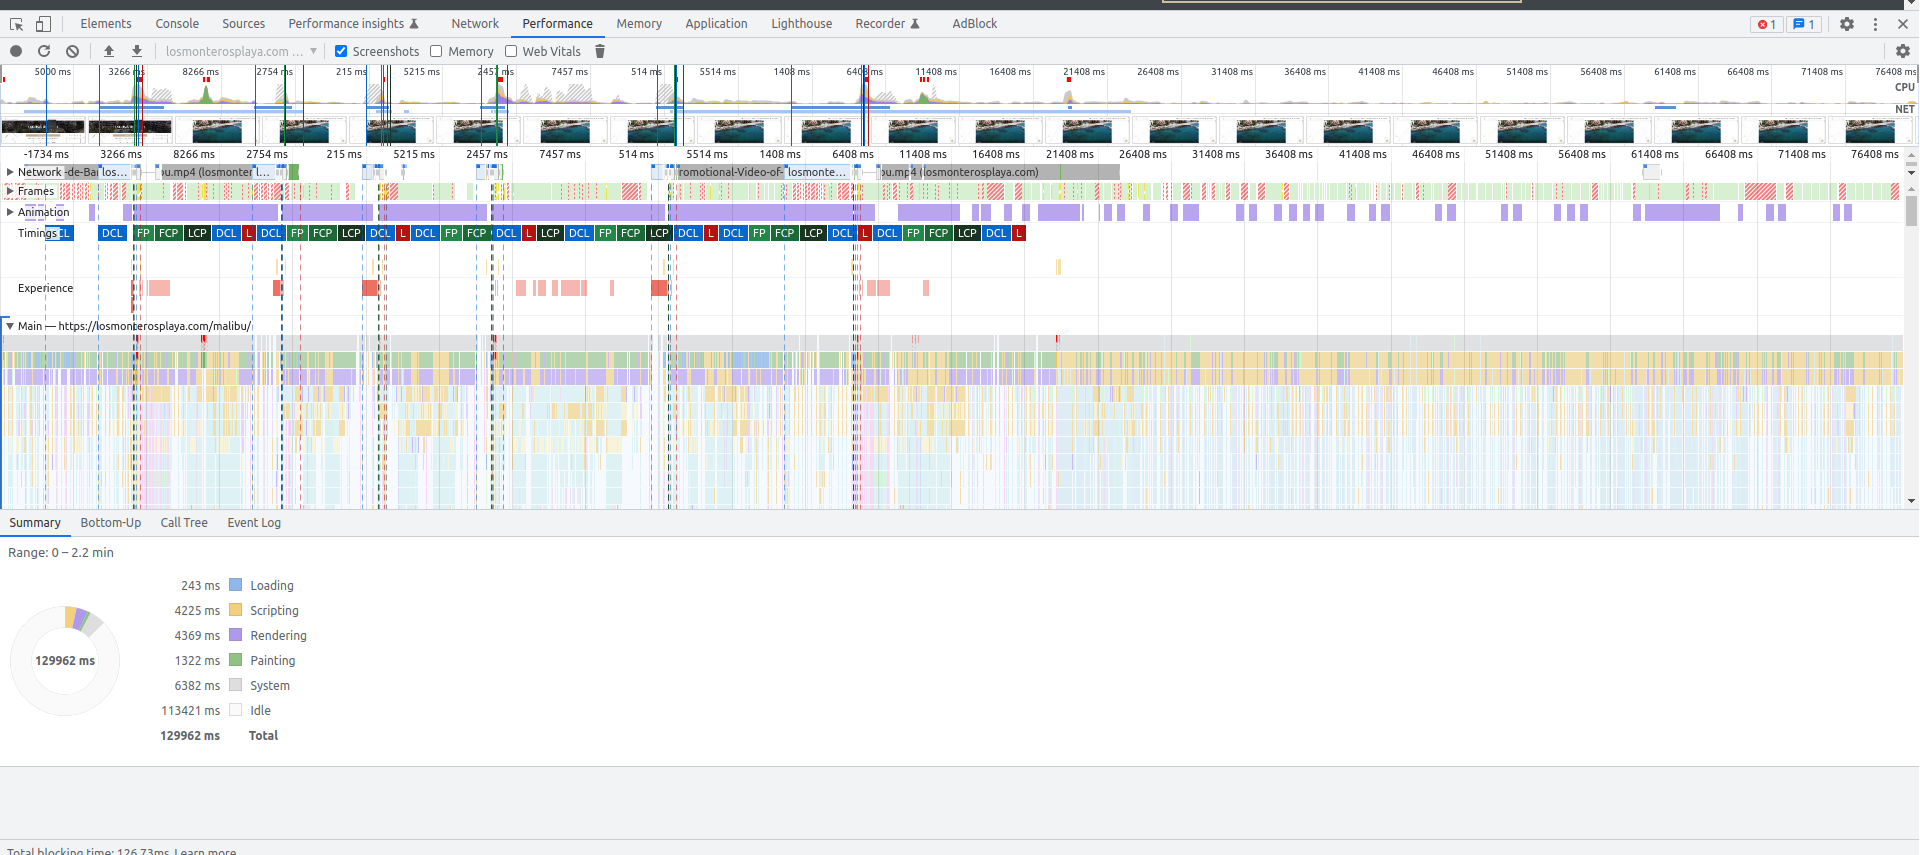 Elements Console Sources Performance insights Network Performance Memory Application Lighthouse Recorder AdBlock 1 1
losmonterosplaya.com ... Screenshots Memory Web Vitals
5000 ms 3266 ms 8266 ms 2754 ms 215 ms 5215 ms 2457 ms 7457 ms 514 ms 5514 ms 1408 ms 6408 ms 11408 ms 16408 ms 21408 ms 26408 ms 31408 ms 36408 ms 41408 ms 46408 ms 51408 ms 56408 ms 61408 ms 66408 ms 71408 ms 76408 ms
CPU
NET
-1734 ms 3266 ms 8266 ms 2754 ms 215 ms 5215 ms 2457 ms 7457 ms 514 ms 5514 ms 1408 ms 6408 ms 11408 ms 16408 ms 21408 ms 26408 ms 31408 ms 36408 ms 41408 ms 46408 ms 51408 ms 56408 ms 61408 ms 66408 ms 71408 ms 76408 ms
Network -de-Ba los... ou.mp4 (losmonter l... romotional-Video-of- losmonte... ou.mp4 (losmonterosplaya.com)
Frames
Animation
Timings CL DCL FP FCP LCP DCL L DCL FP FCP LCP DCL L DCL FP FCP DCL L LCP DCL FP FCP LCP DCL L DCL FP FCP LCP DCL L DCL FP FCP LCP DCL L
Experience
Main — https://losmonterosplaya.com/malibu/
Summary Bottom-Up Call Tree Event Log
Range: 0 – 2.2 min
243 ms Loading
4225 ms Scripting
4369 ms Rendering
129962 ms
1322 ms Painting
6382 ms System
113421 ms Idle
129962 ms Total
Total blocking time: 126.73ms Learn more